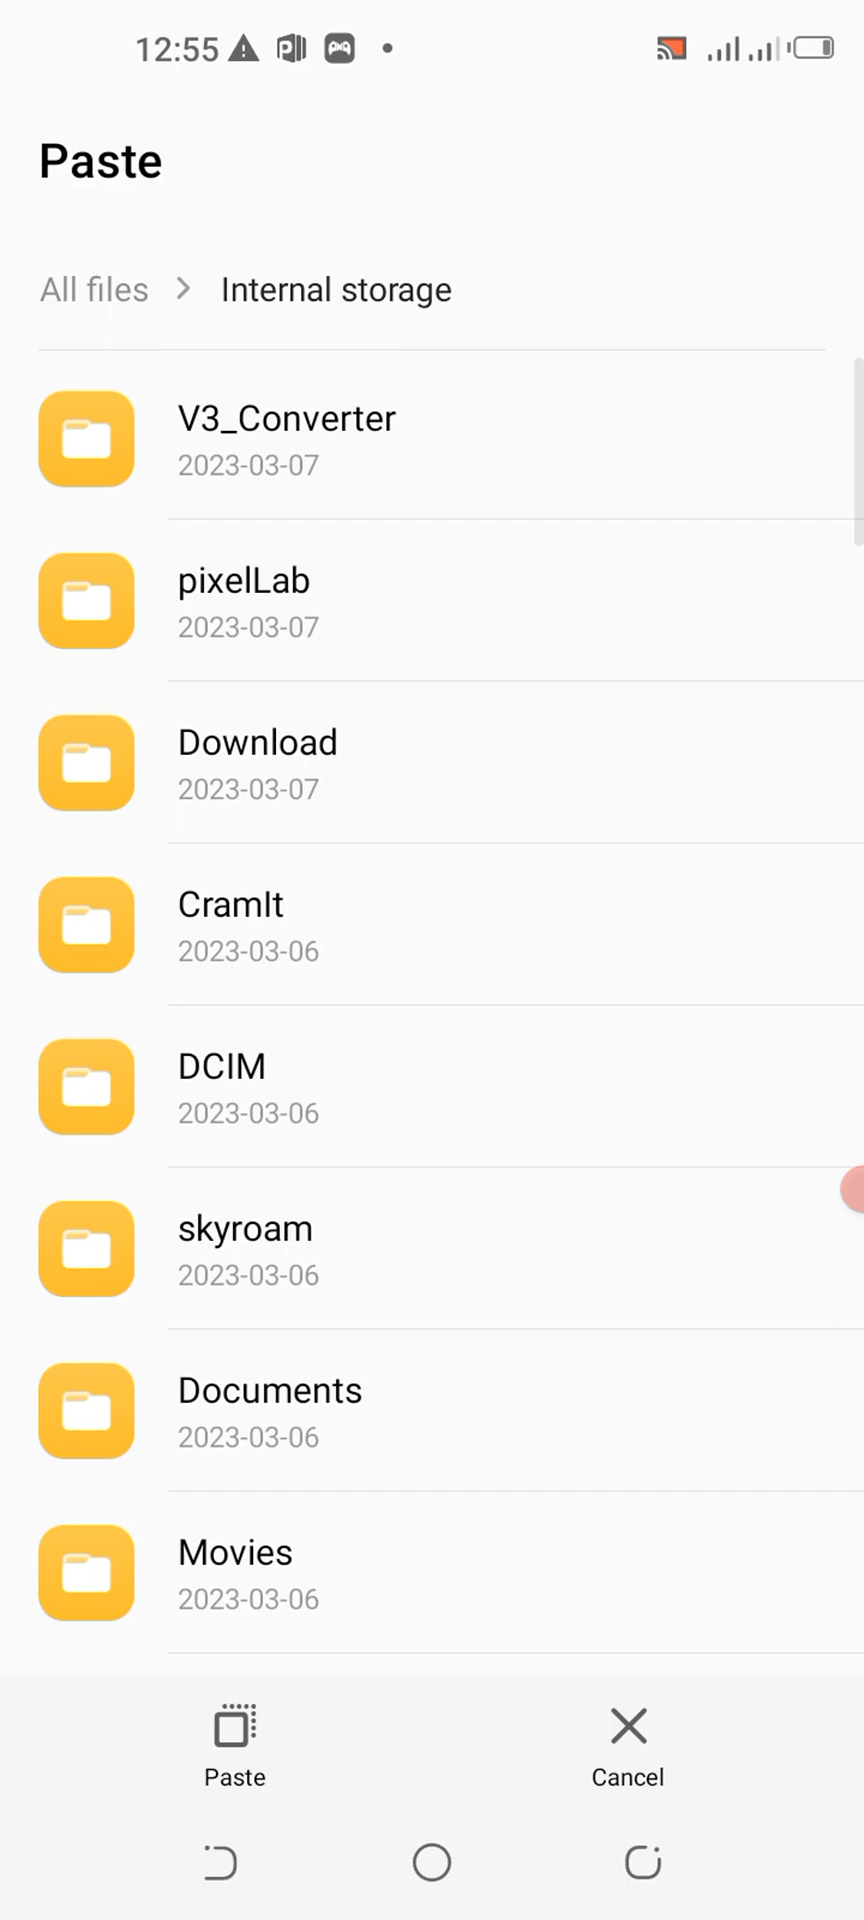 12:55
Paste
All files > Internal storage
V3_Converter
2023-03-07
pixelLab
2023-03-07
Download
2023-03-07
CramIt
2023-03-06
DCIM
2023-03-06
skyroam
2023-03-06
Documents
2023-03-06
Movies
2023-03-06
Paste Cancel